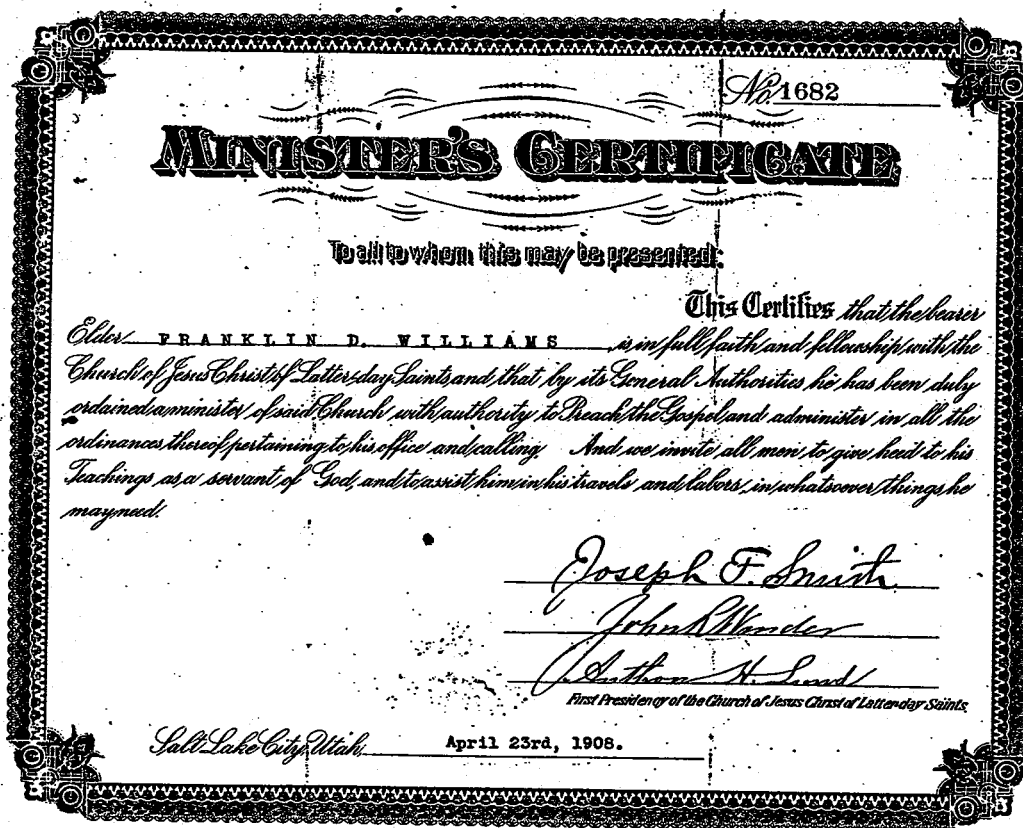 No. 1682
MINISTER'S CERTIFICATE
To all to whom this may be presented:
This Certifies that the bearer
Elder FRANKLIN D. WILLIAMS, is in full faith and fellowship with the
Church of Jesus Christ of Latter-day Saints and that by its General Authorities, he has been duly
ordained a minister of said Church with authority to Preach the Gospel and administer in all the
ordinances thereof pertaining to his office and calling. And we invite all men to give heed to his
Teachings as a servant of God, and to assist him in his travels and labors, in whatsoever things he
may need.
Joseph F. Smith
John R Winder
Anthon H. Lund
First Presidency of the Church of Jesus Christ of Latter-day Saints.
Salt Lake City, Utah, April 23rd, 1908.